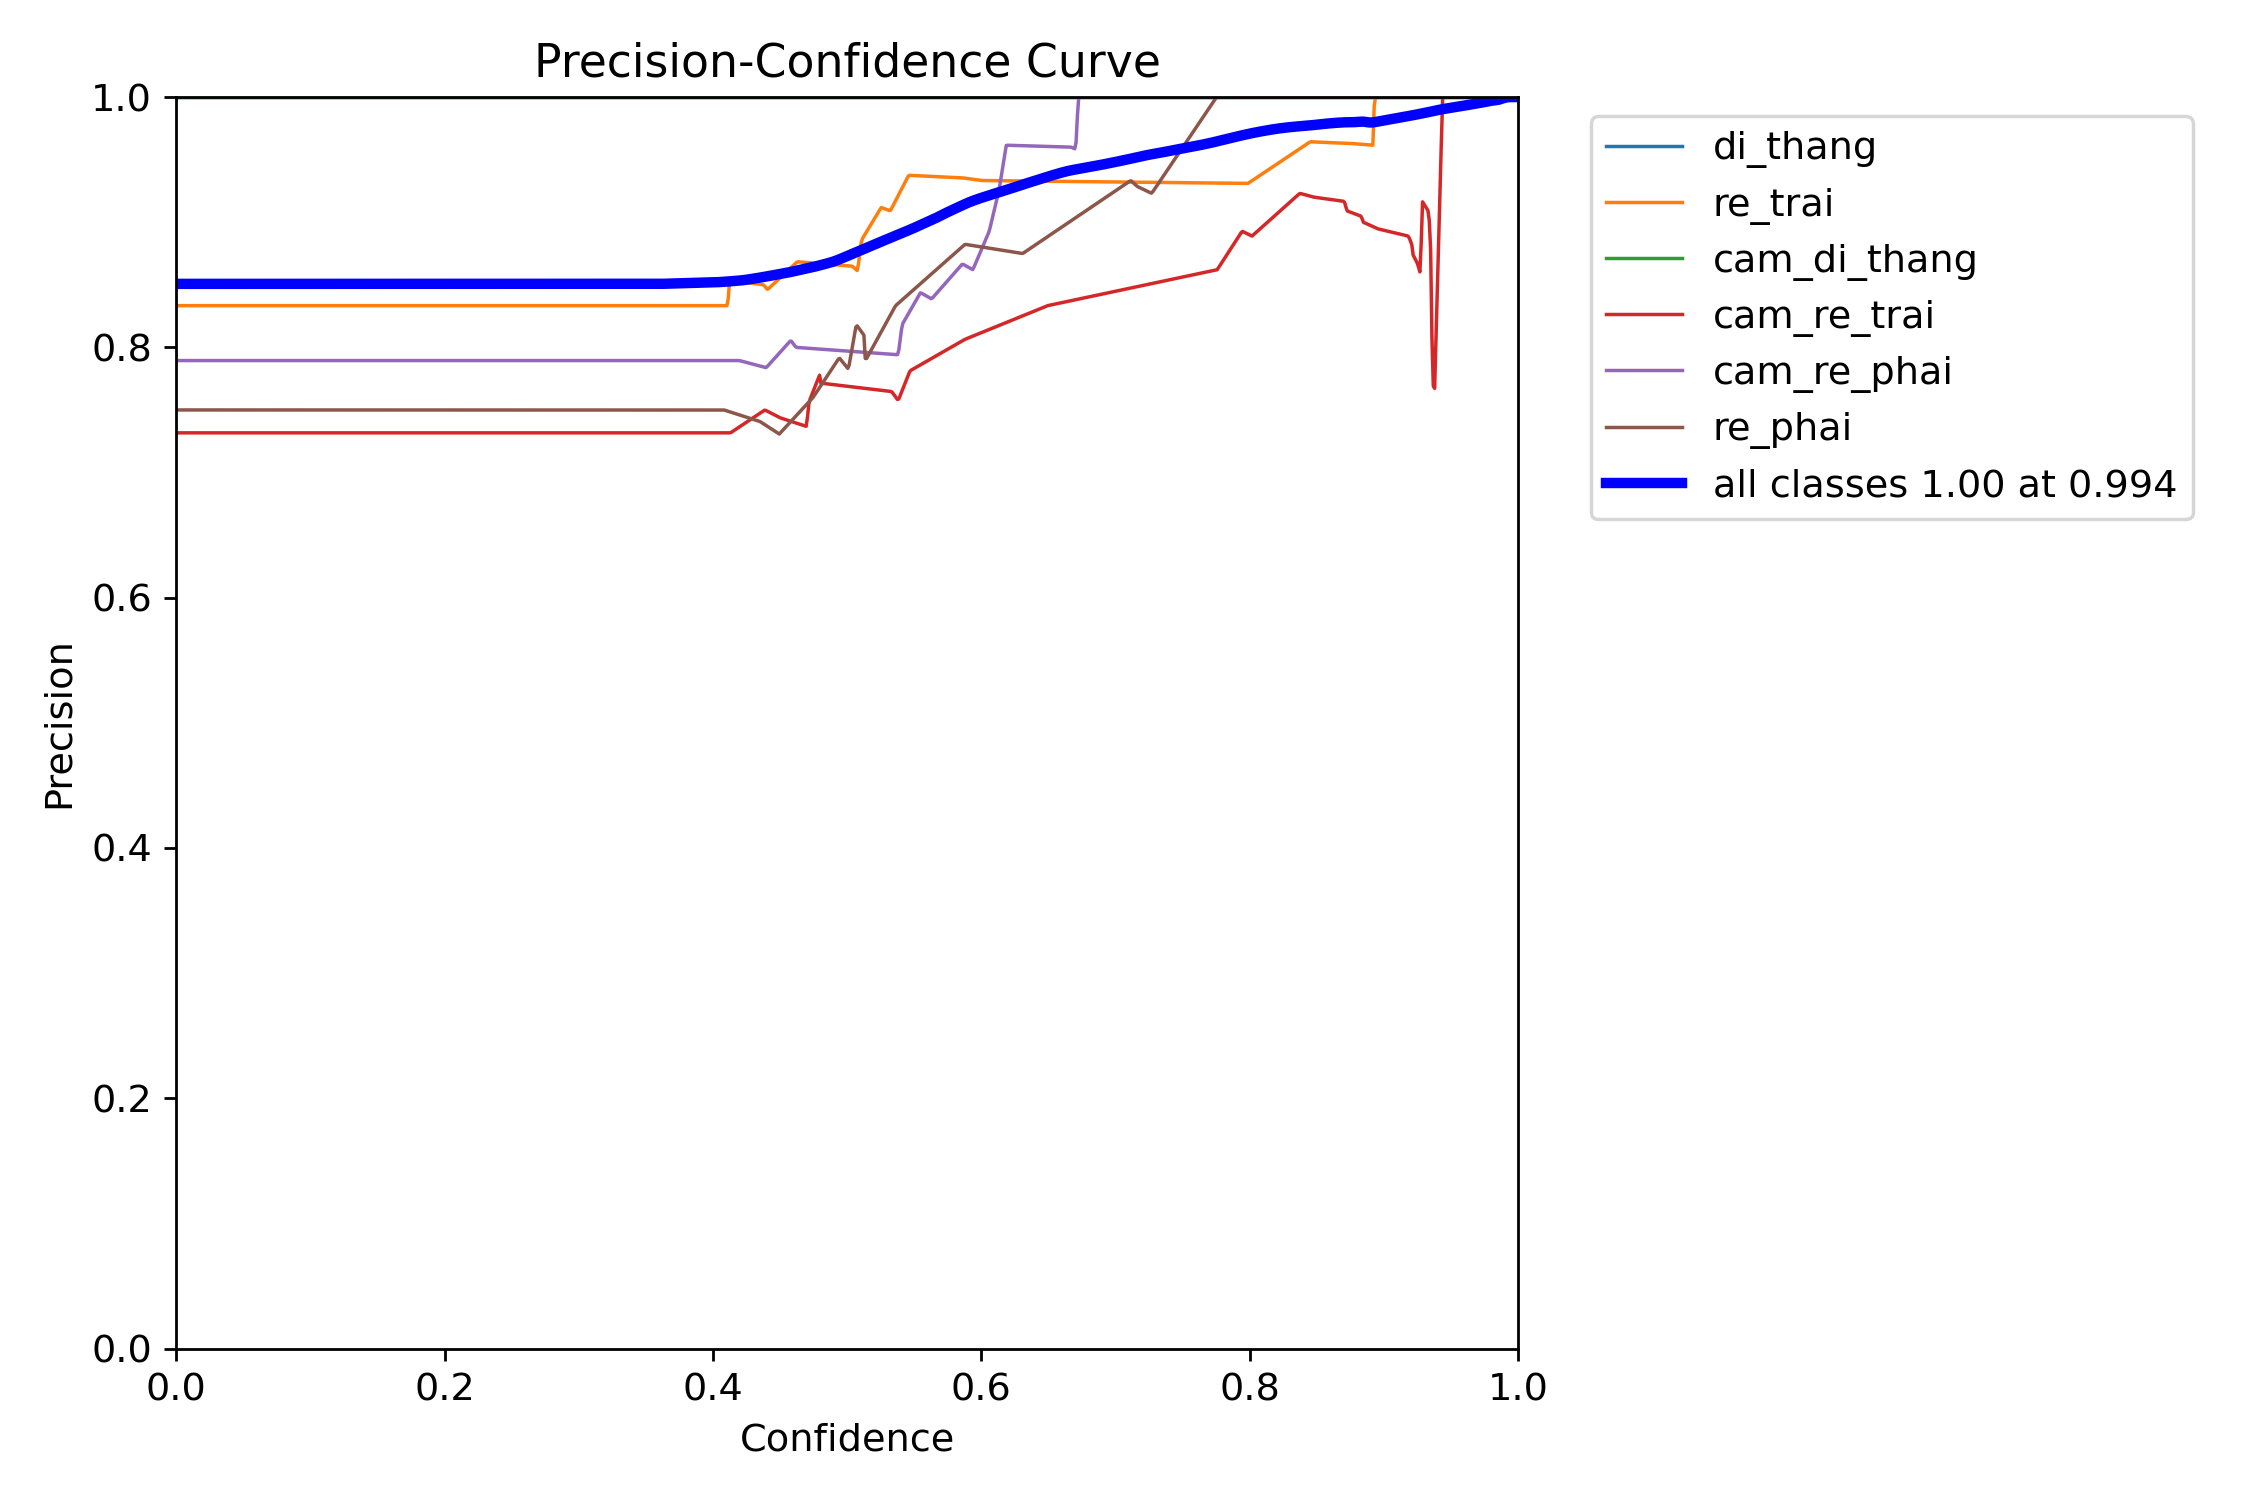 Precision-Confidence Curve
1.0
0.8
0.6
0.4
0.2
0.0
Precision
0.0 0.2 0.4 0.6 0.8 1.0
Confidence
di_thang
re_trai
cam_di_thang
cam_re_trai
cam_re_phai
re_phai
all classes 1.00 at 0.994